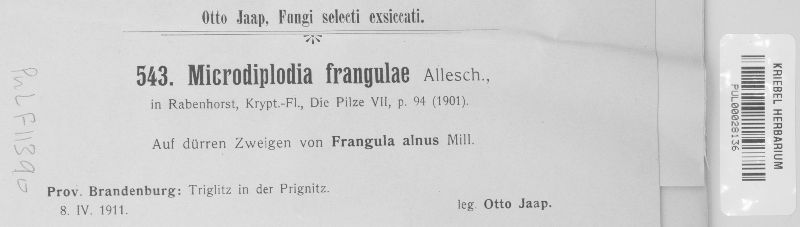 Otto Jaap, Fungi selecti exsiccati.
543. Microdiplodia frangulae Allesch.,
in Rabenhorst, Krypt.-Fl., Die Pilze VII, p. 94 (1901).
Auf dürren Zweigen von Frangula alnus Mill.
Prov. Brandenburg: Triglitz in der Prignitz.
8. IV. 1911.
leg. Otto Jaap.
PUL F11390
KRIEBEL HERBARIUM
PUL00028136